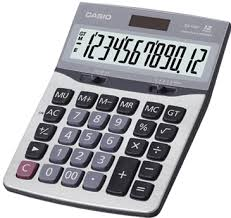 CASIO
12
123456789012
MU M+ M- MR MC GT
7 8 9 % √
4 5 6 × ÷
C 1 2 3
AC 0 00 . + =